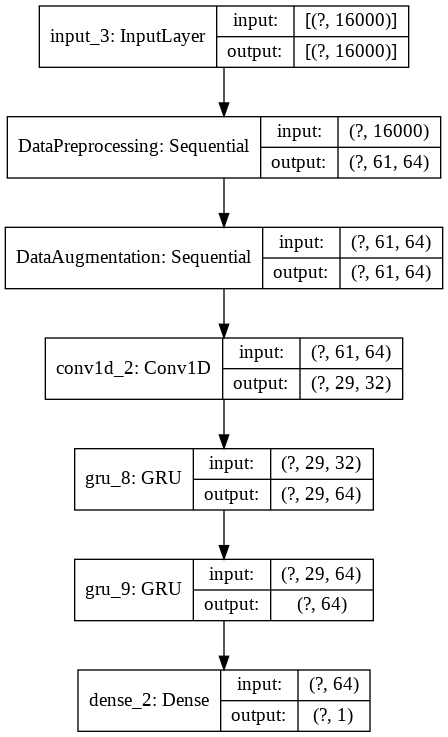 input_3: InputLayer
input: [(?, 16000)]
output: [(?, 16000)]
DataPreprocessing: Sequential
input: (?, 16000)
output: (?, 61, 64)
DataAugmentation: Sequential
input: (?, 61, 64)
output: (?, 61, 64)
conv1d_2: Conv1D
input: (?, 61, 64)
output: (?, 29, 32)
gru_8: GRU
input: (?, 29, 32)
output: (?, 29, 64)
gru_9: GRU
input: (?, 29, 64)
output: (?, 64)
dense_2: Dense
input: (?, 64)
output: (?, 1)